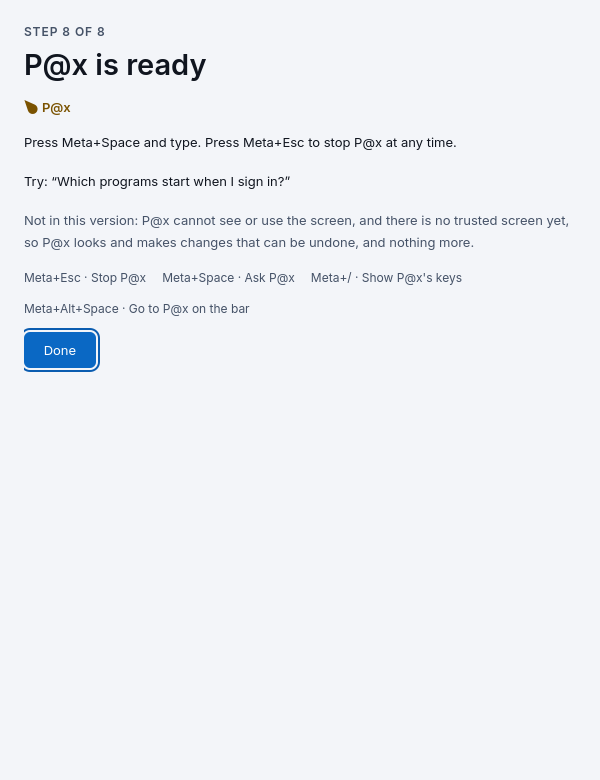 STEP 8 OF 8
P@x is ready
P@x
Press Meta+Space and type. Press Meta+Esc to stop P@x at any time.
Try: “Which programs start when I sign in?”
Not in this version: P@x cannot see or use the screen, and there is no trusted screen yet,
so P@x looks and makes changes that can be undone, and nothing more.
Meta+Esc · Stop P@x Meta+Space · Ask P@x Meta+/ · Show P@x's keys
Meta+Alt+Space · Go to P@x on the bar
Done